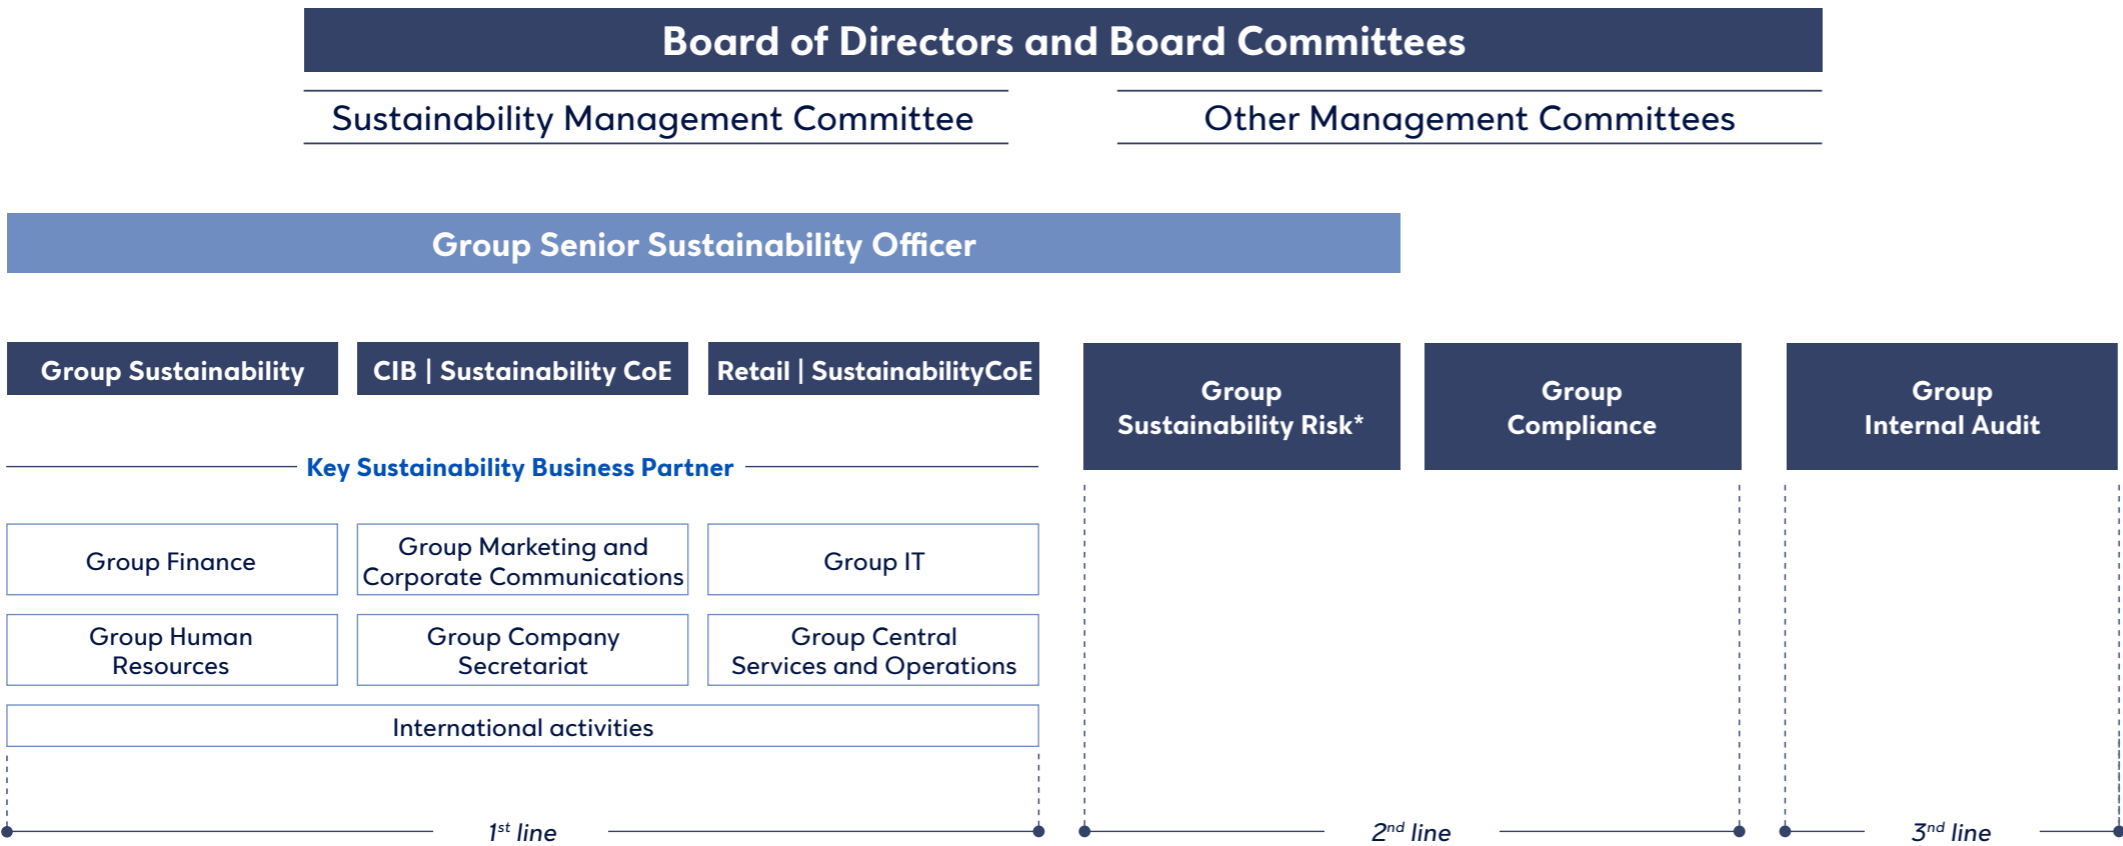 Board of Directors and Board Committees
Sustainability Management Committee
Other Management Committees
Group Senior Sustainability Officer
Group Sustainability
CIB | Sustainability CoE
Retail | SustainabilityCoE
Group
Sustainability Risk*
Group
Compliance
Group
Internal Audit
Key Sustainability Business Partner
Group Finance
Group Marketing and
Corporate Communications
Group IT
Group Human
Resources
Group Company
Secretariat
Group Central
Services and Operations
International activities
1st line
2nd line
3nd line